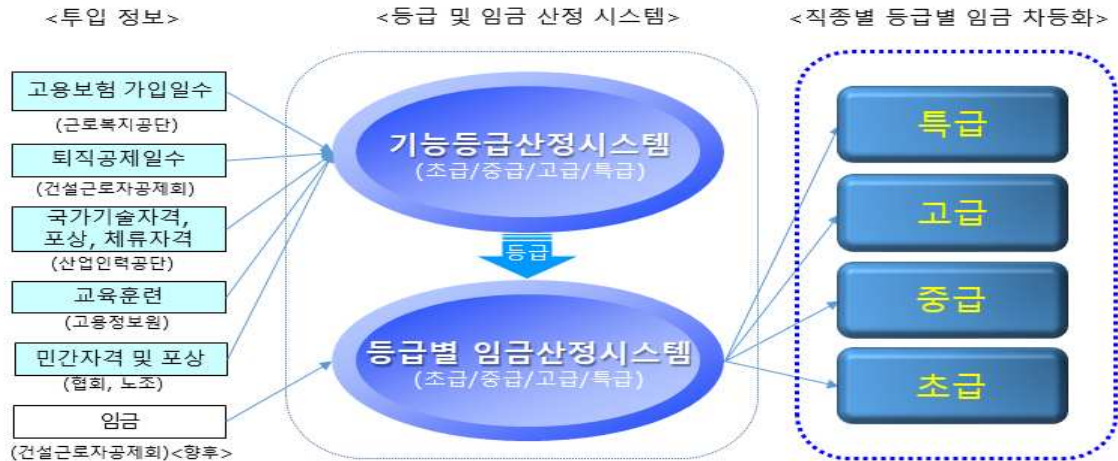 <투입 정보>
<등급 및 임금 산정 시스템>
<직종별 등급별 임금 차등화>
고용보험 가입일수
(근로복지공단)
퇴직공제일수
(건설근로자공제회)
국가기술자격,
포상, 체류자격
(산업인력공단)
교육훈련
(고용정보원)
민간자격 및 포상
(협회, 노조)
임금
(건설근로자공제회)<향후>
기능등급산정시스템
(초급/중급/고급/특급)
등급
등급별 임금산정시스템
(초급/중급/고급/특급)
특급
고급
중급
초급